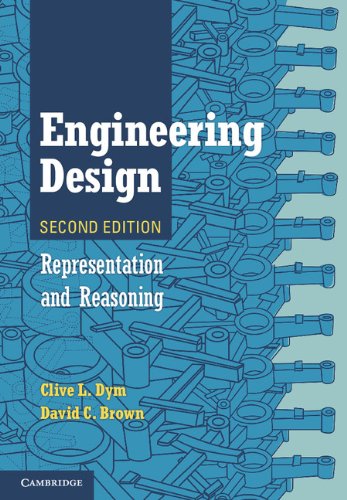 Engineering
Design
SECOND EDITION
Representation
and Reasoning
Clive L. Dym
David C. Brown
CAMBRIDGE